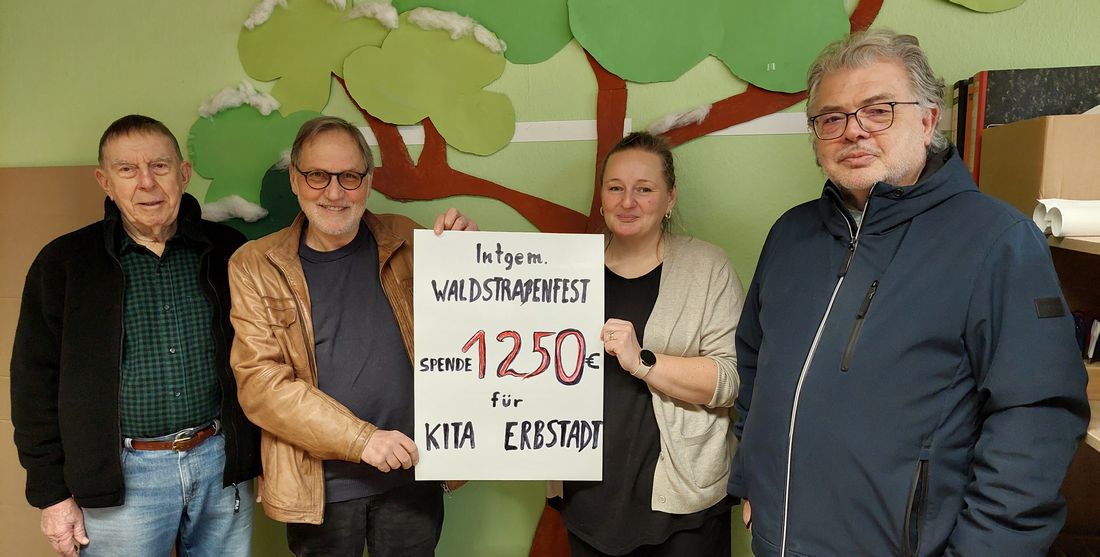 Intgem.
WALDSTRAßENFEST
SPENDE 1250€
für
KITA ERBSTADT